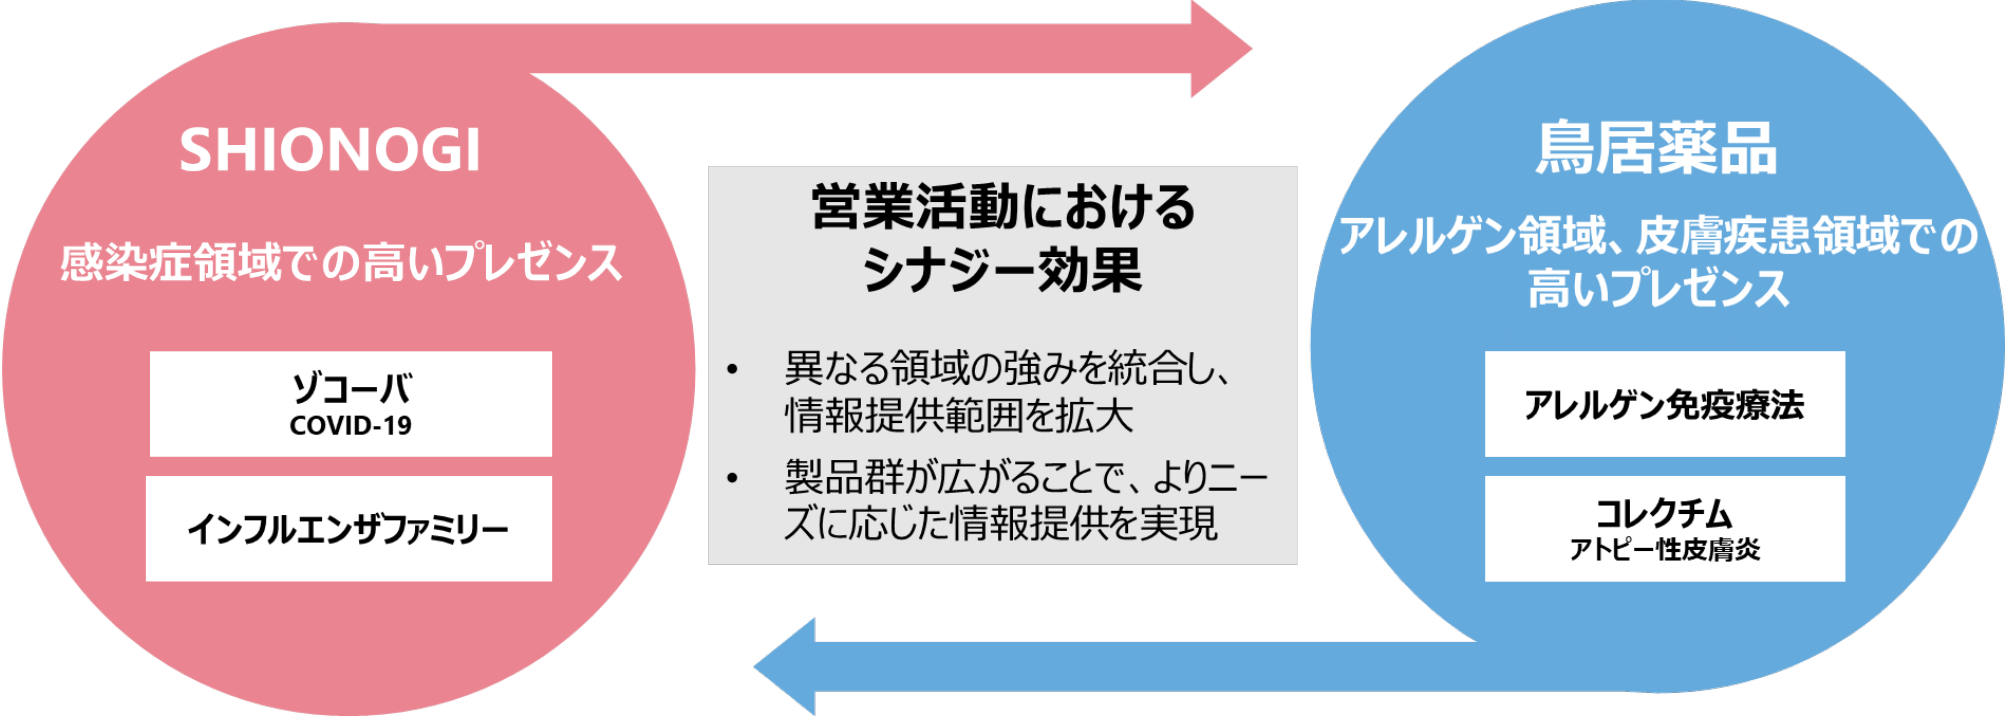 SHIONOGI
感染症領域での高いプレゼンス
ゾコーバ
COVID-19
インフルエンザファミリー
営業活動における
シナジー効果
• 異なる領域の強みを統合し、
情報提供範囲を拡大
• 製品群が広がることで、よりニー
ズに応じた情報提供を実現
鳥居薬品
アレルゲン領域、皮膚疾患領域での
高いプレゼンス
アレルゲン免疫療法
コレクチム
アトピー性皮膚炎